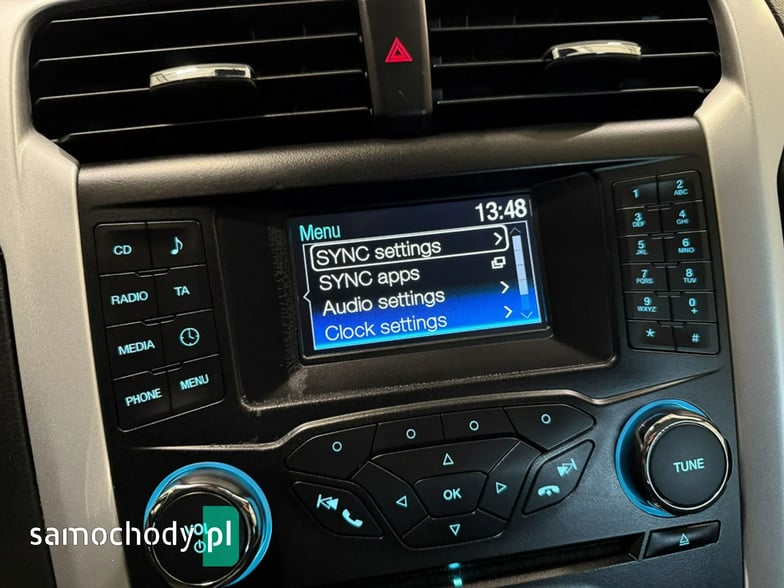 13:48
Menu
SYNC settings
SYNC apps
Audio settings
Clock settings
CD
RADIO TA
MEDIA
PHONE MENU
1 2 ABC
3 DEF 4 GHI
5 JKL 6 MNO
7 PQRS 8 TUV
9 WXYZ 0 +
* #
OK
VOL
TUNE
samochody.pl